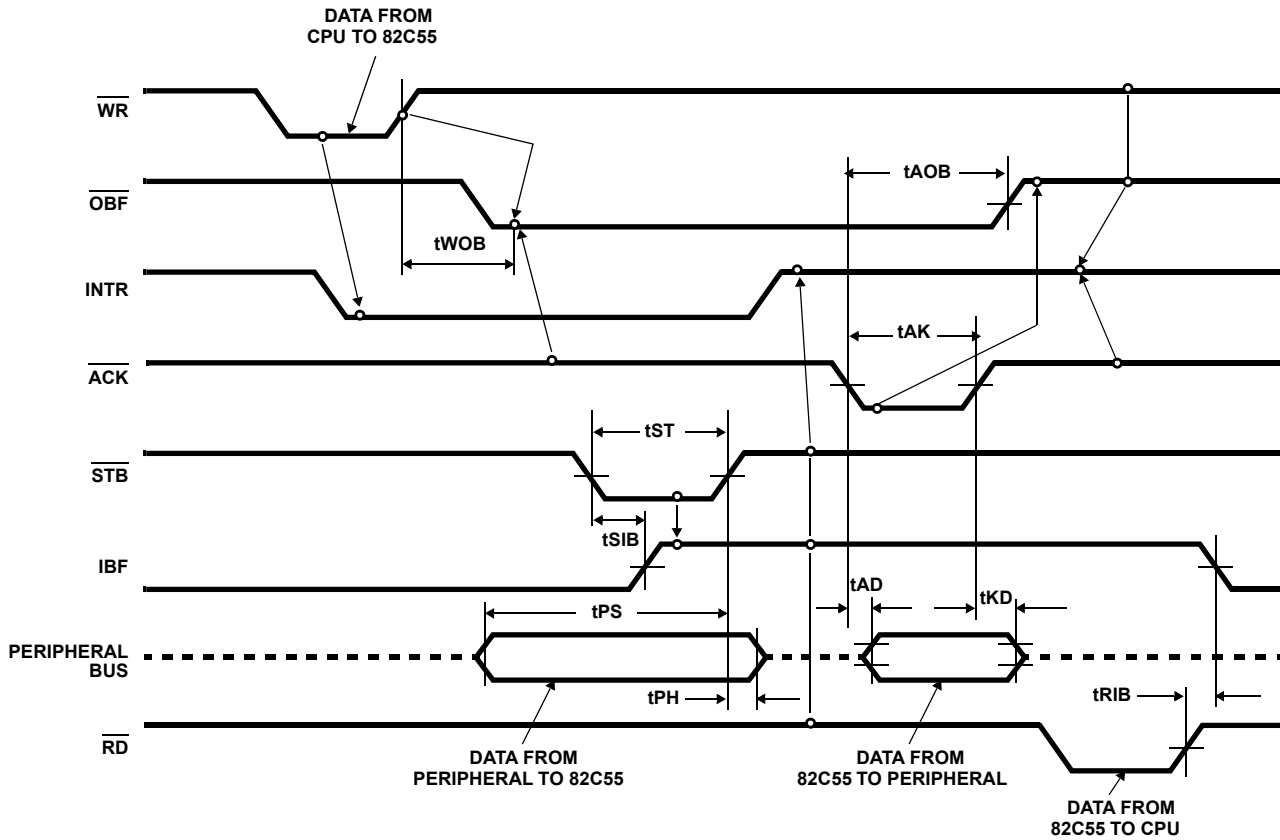 DATA FROM
CPU TO 82C55
WR
OBF
tAOB
tWOB
INTR
tAK
ACK
tST
STB
tSIB
IBF
tAD
tKD
tPS
PERIPHERAL
BUS
tPH
tRIB
RD
DATA FROM
PERIPHERAL TO 82C55
DATA FROM
82C55 TO PERIPHERAL
DATA FROM
82C55 TO CPU